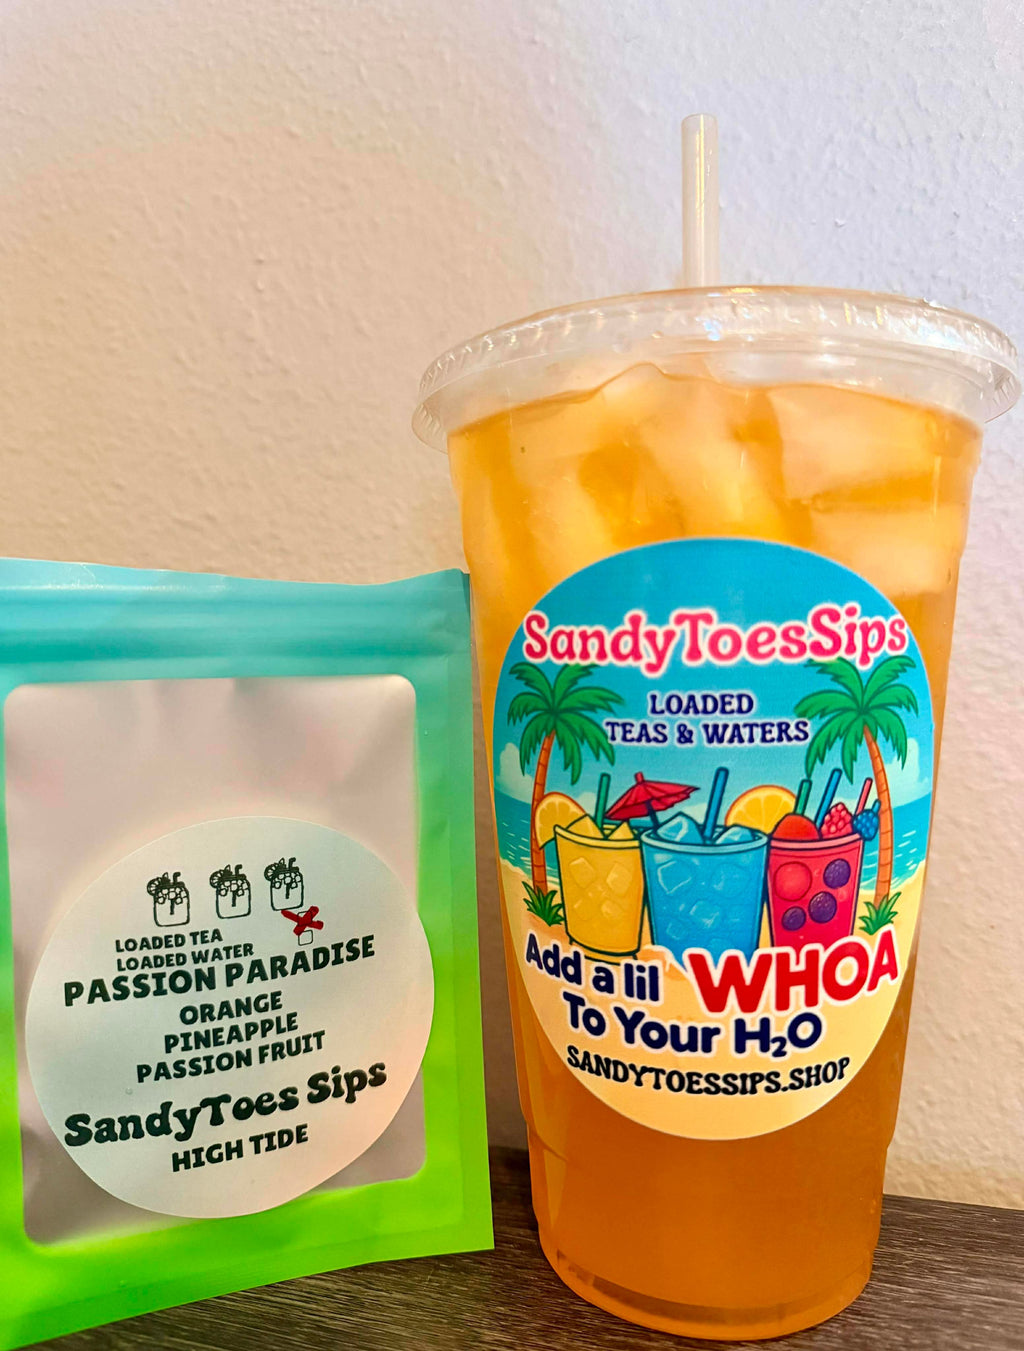 LOADED TEA
LOADED WATER
PASSION PARADISE
ORANGE
PINEAPPLE
PASSION FRUIT
SandyToes Sips
HIGH TIDE
SandyToesSips
LOADED
TEAS & WATERS
Add a lil WHOA
To Your H₂O
SANDYTOESSIPS.SHOP